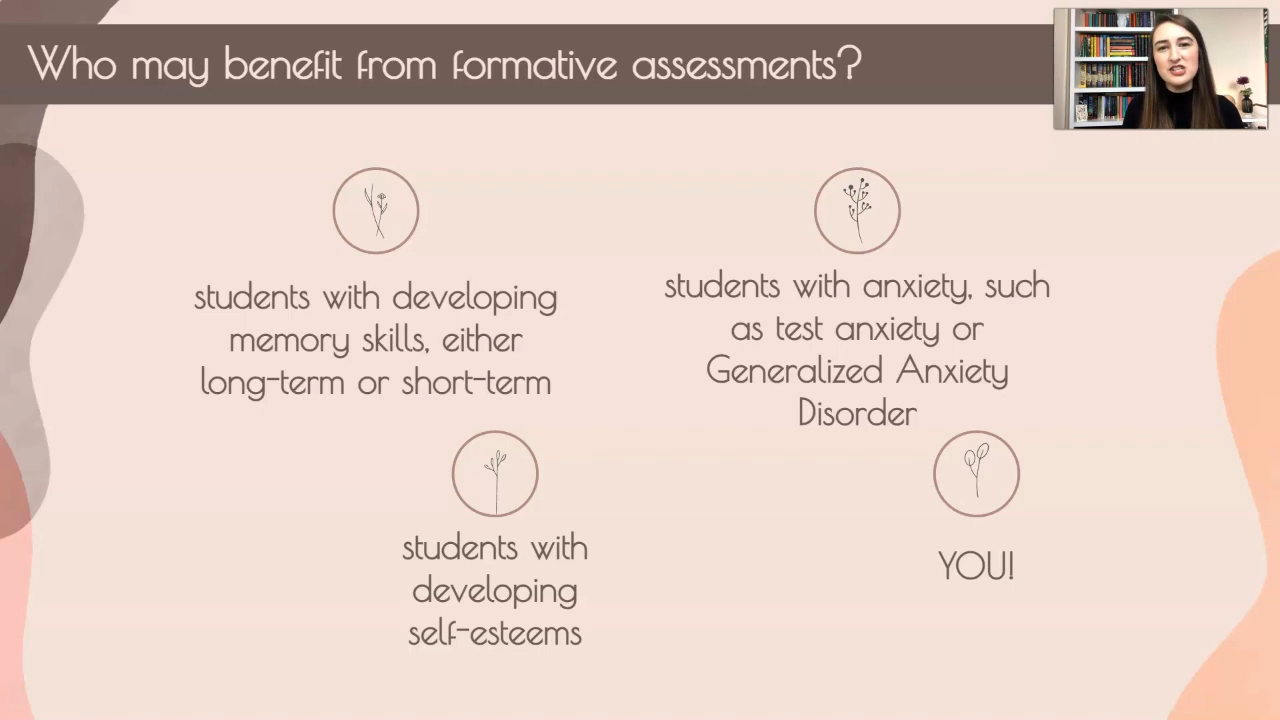 Who may benefit from formative assessments?
students with developing
memory skills, either
long-term or short-term
students with anxiety, such
as test anxiety or
Generalized Anxiety
Disorder
students with
developing
self-esteems
YOU!